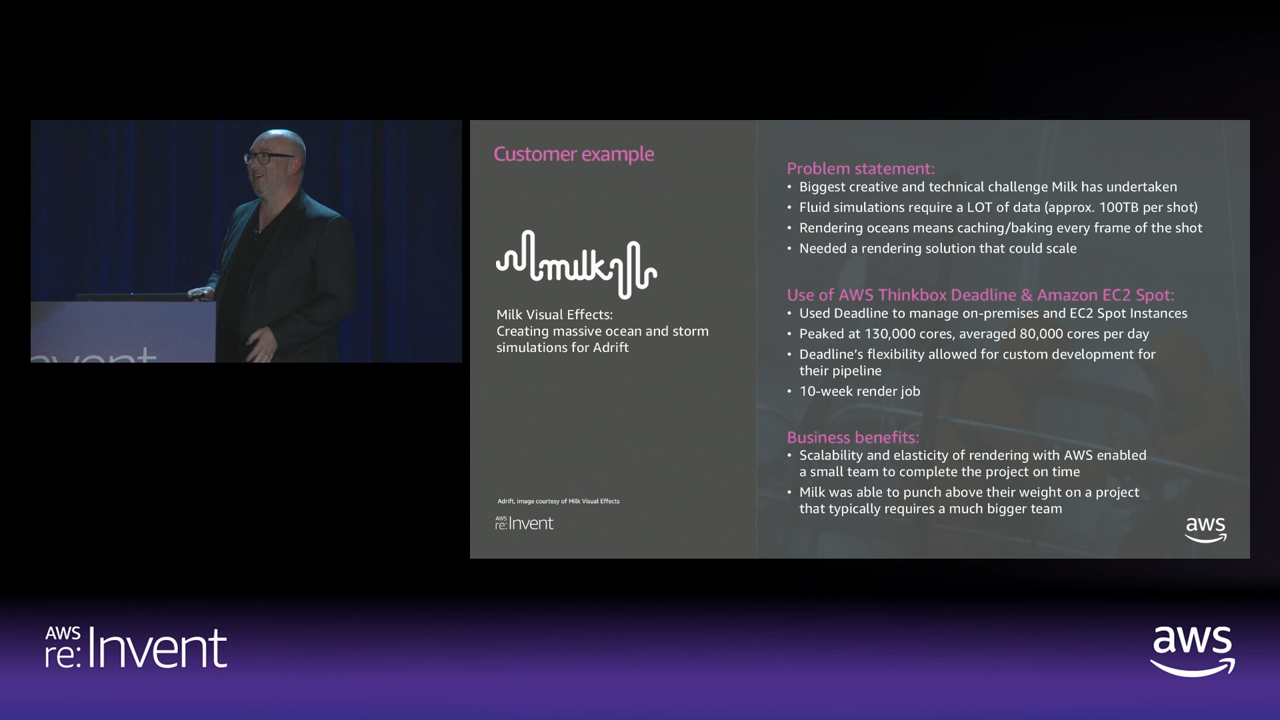 invent
Customer example
milk
Milk Visual Effects:
Creating massive ocean and storm
simulations for Adrift
Adrift, image courtesy of Milk Visual Effects
AWS
re:Invent
Problem statement:
• Biggest creative and technical challenge Milk has undertaken
• Fluid simulations require a LOT of data (approx. 100TB per shot)
• Rendering oceans means caching/baking every frame of the shot
• Needed a rendering solution that could scale
Use of AWS Thinkbox Deadline & Amazon EC2 Spot:
• Used Deadline to manage on-premises and EC2 Spot Instances
• Peaked at 130,000 cores, averaged 80,000 cores per day
• Deadline's flexibility allowed for custom development for
their pipeline
• 10-week render job
Business benefits:
• Scalability and elasticity of rendering with AWS enabled
a small team to complete the project on time
• Milk was able to punch above their weight on a project
that typically requires a much bigger team
aws
AWS
re:Invent
aws